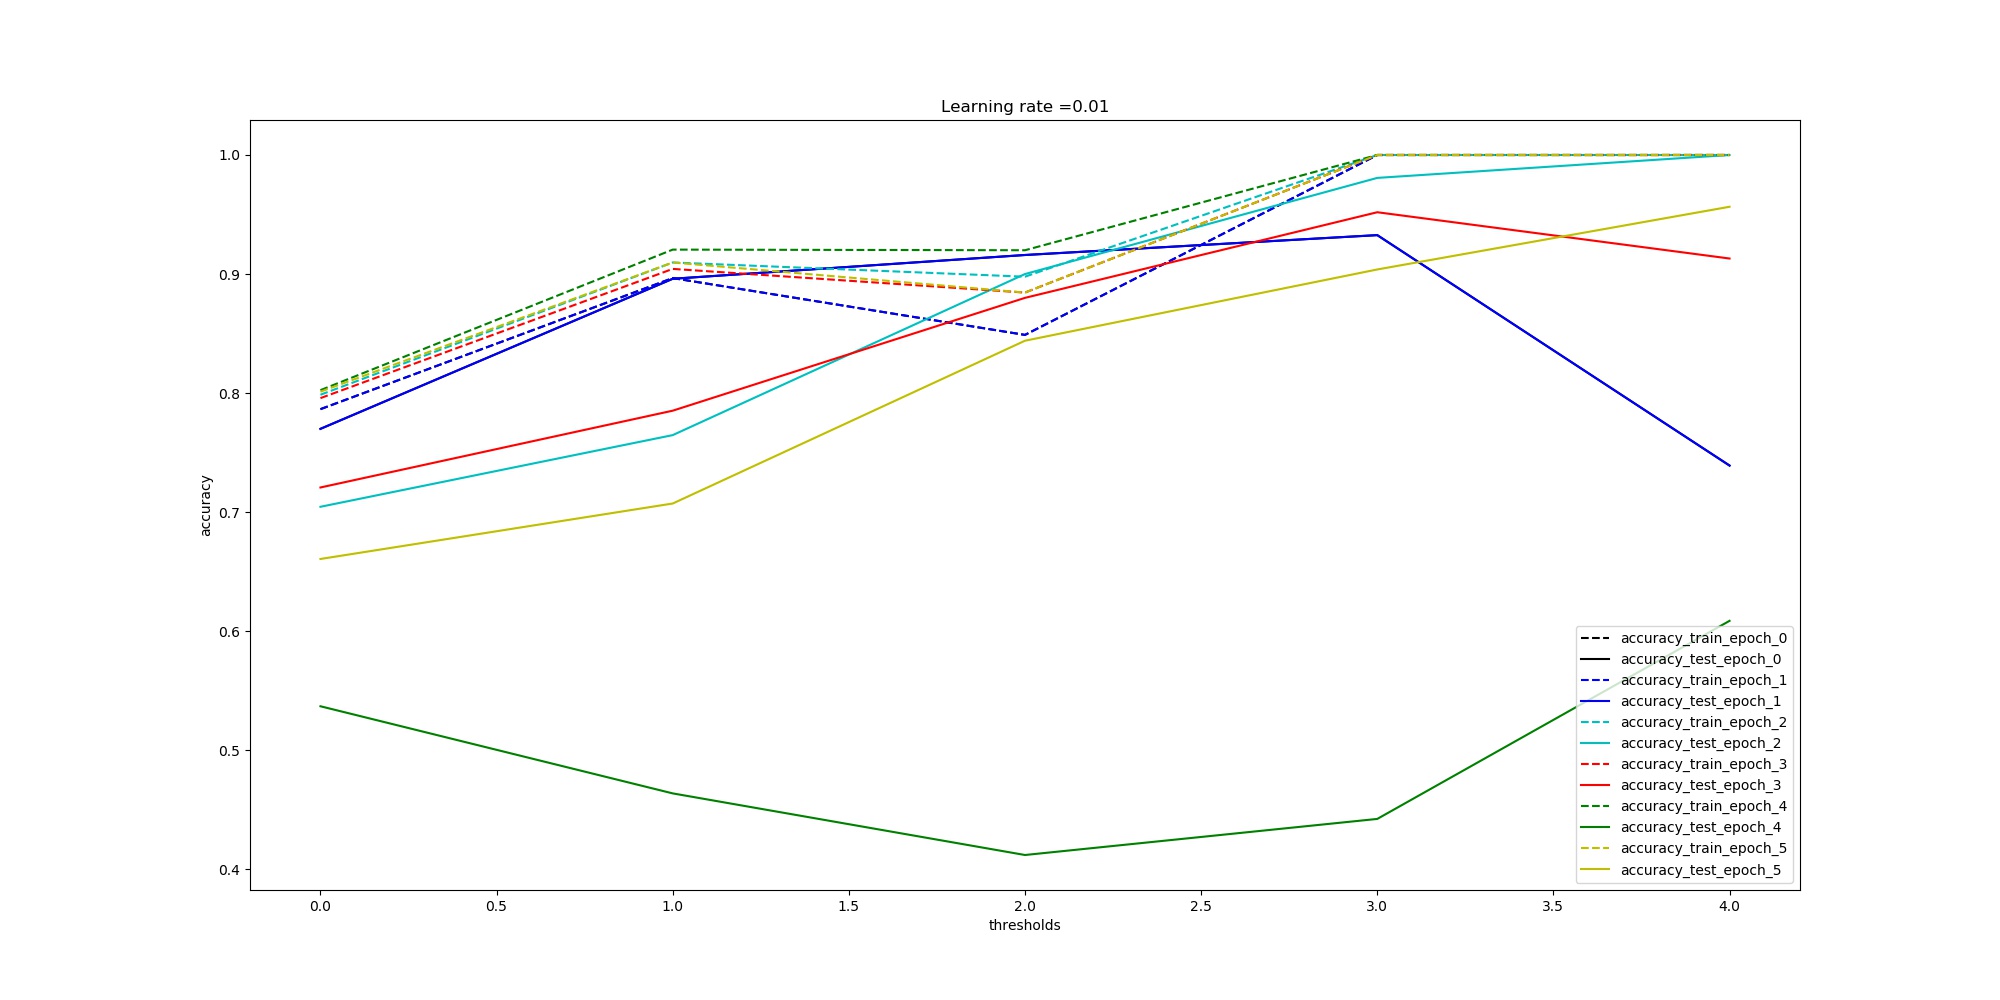 Learning rate =0.01
1.0
0.9
0.8
0.7
0.6
0.5
0.4
accuracy
0.0 0.5 1.0 1.5 2.0 2.5 3.0 3.5 4.0
thresholds
accuracy_train_epoch_0
accuracy_test_epoch_0
accuracy_train_epoch_1
accuracy_test_epoch_1
accuracy_train_epoch_2
accuracy_test_epoch_2
accuracy_train_epoch_3
accuracy_test_epoch_3
accuracy_train_epoch_4
accuracy_test_epoch_4
accuracy_train_epoch_5
accuracy_test_epoch_5